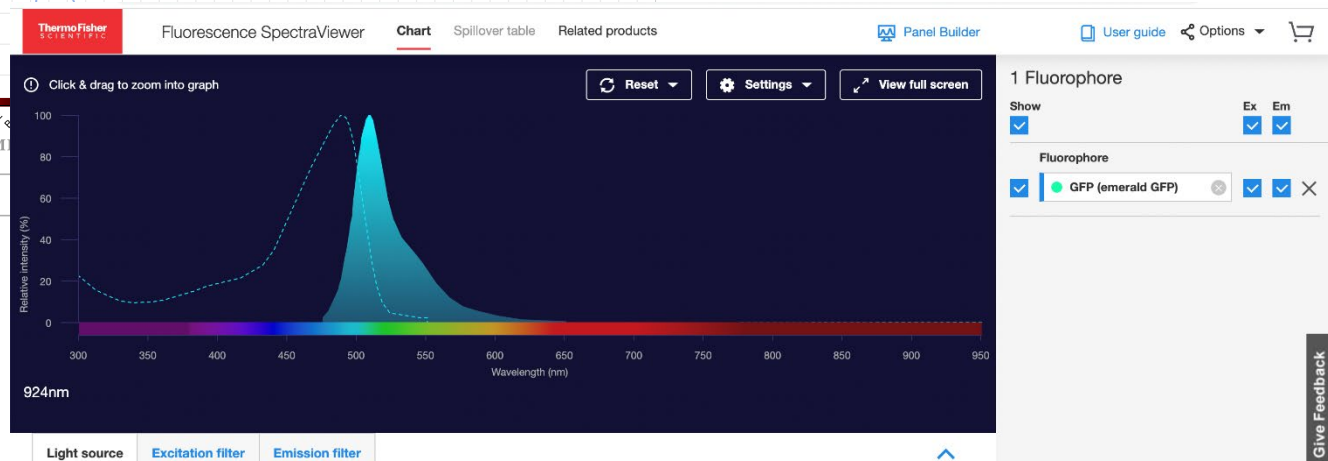 ThermoFisher
SCIENTIFIC
Fluorescence SpectraViewer
Chart
Spillover table
Related products
Panel Builder
User guide
Options
Click & drag to zoom into graph
Reset
Settings
View full screen
1 Fluorophore
Show
Ex Em
Fluorophore
GFP (emerald GFP)
Relative intensity (%)
100
80
60
40
20
0
300 350 400 450 500 550 600 650 700 750 800 850 900 950
Wavelength (nm)
924nm
Light source
Excitation filter
Emission filter
Give Feedback